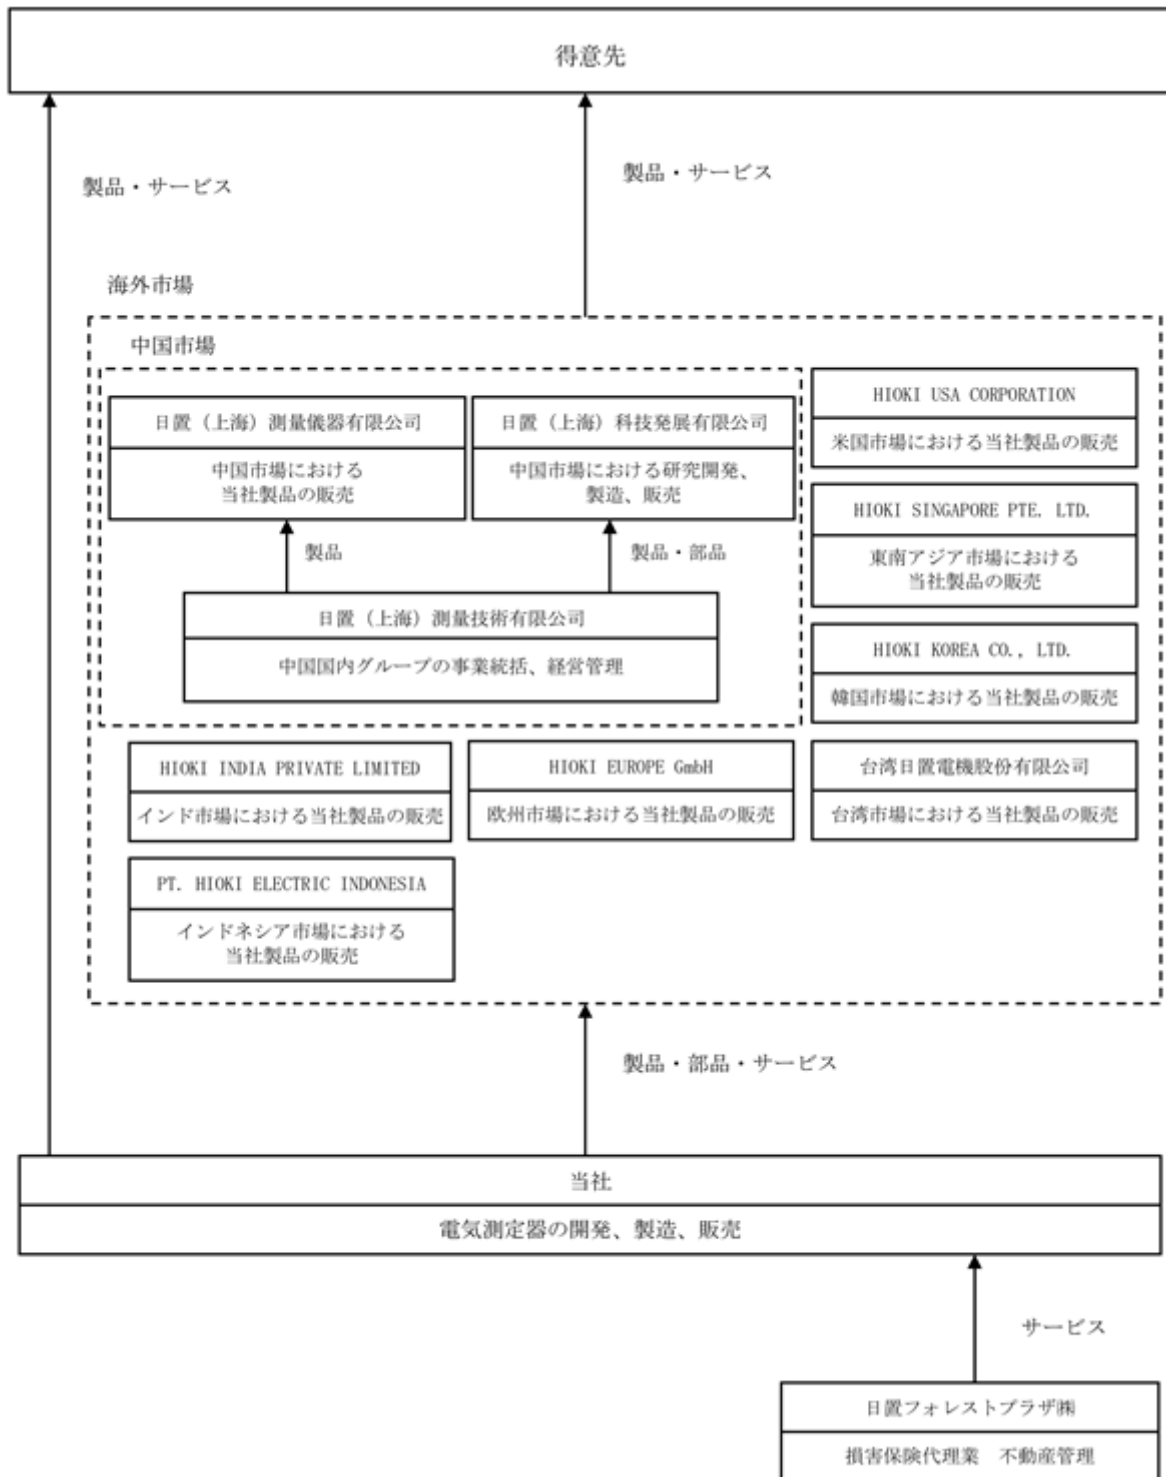 得意先
製品・サービス
製品・サービス
海外市場
中国市場
日置（上海）測量儀器有限公司
中国市場における
当社製品の販売
日置（上海）科技発展有限公司
中国市場における研究開発、
製造、販売
製品
製品・部品
日置（上海）測量技術有限公司
中国国内グループの事業統括、経営管理
HIOKI USA CORPORATION
米国市場における当社製品の販売
HIOKI SINGAPORE PTE. LTD.
東南アジア市場における
当社製品の販売
HIOKI KOREA CO., LTD.
韓国市場における当社製品の販売
HIOKI INDIA PRIVATE LIMITED
インド市場における当社製品の販売
HIOKI EUROPE GmbH
欧州市場における当社製品の販売
台湾日置電機股份有限公司
台湾市場における当社製品の販売
PT. HIOKI ELECTRIC INDONESIA
インドネシア市場における
当社製品の販売
製品・部品・サービス
当社
電気測定器の開発、製造、販売
サービス
日置フォレストプラザ㈱
損害保険代理業　不動産管理